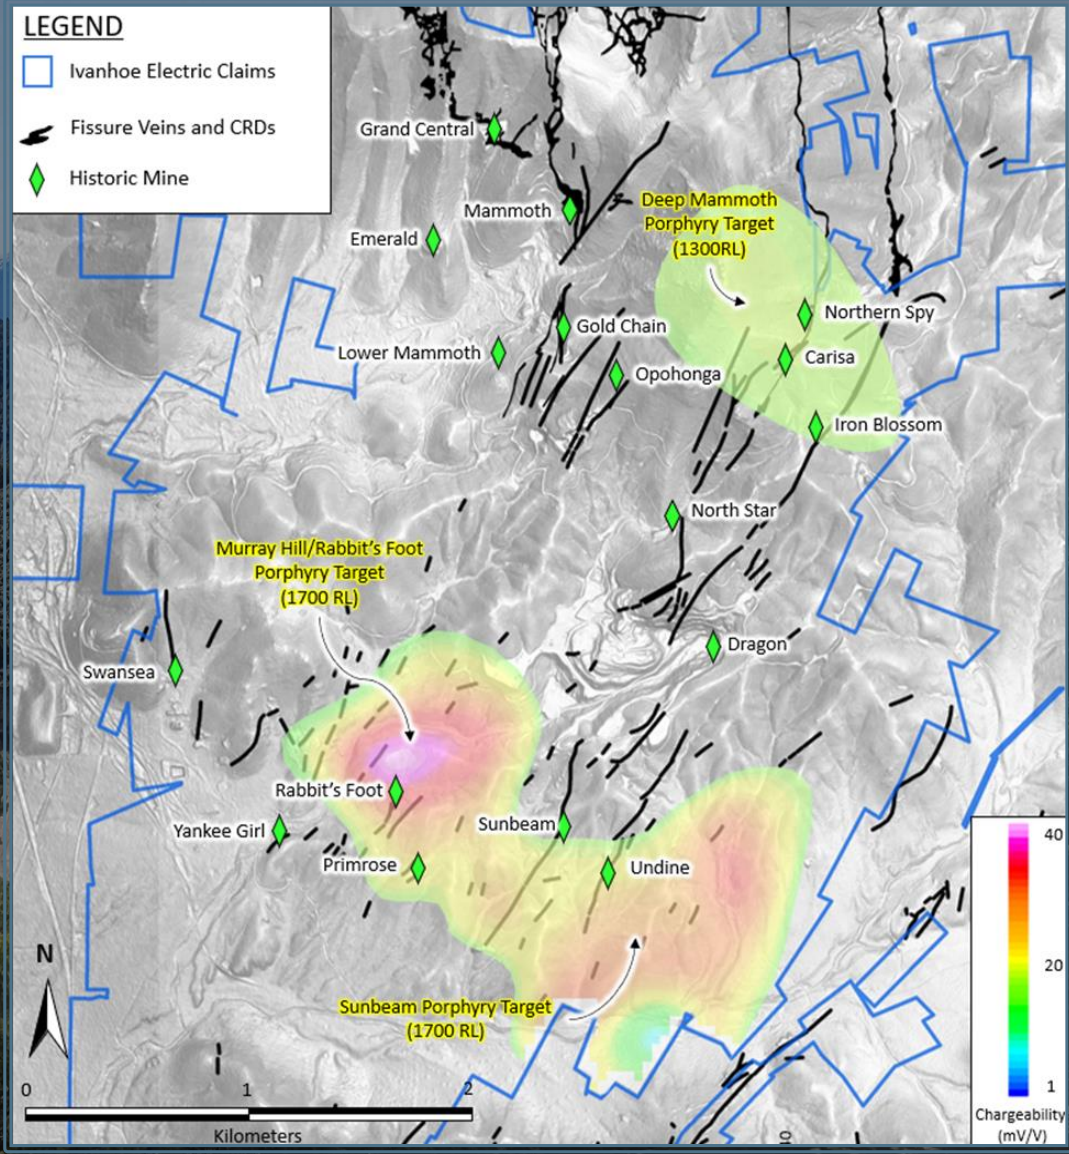 LEGEND
Ivanhoe Electric Claims
Fissure Veins and CRDs
Historic Mine
Grand Central
Mammoth
Emerald
Deep Mammoth
Porphyry Target
(1300RL)
Northern Spy
Gold Chain
Lower Mammoth
Carisa
Opohonga
Iron Blossom
North Star
Murray Hill/Rabbit's Foot
Porphyry Target
(1700 RL)
Dragon
Swansea
Rabbit's Foot
Yankee Girl
Sunbeam
Primrose
Undine
Sunbeam Porphyry Target
(1700 RL)
N
0 1 2
Kilometers
40
20
1
Chargeability
(mV/V)